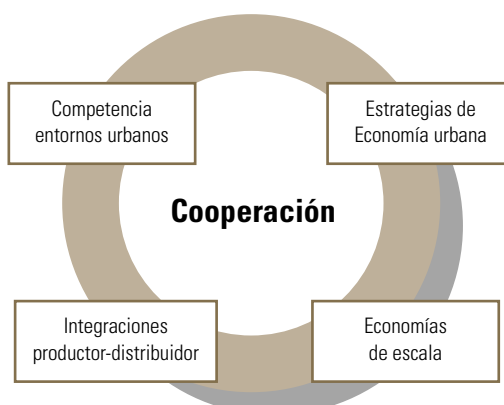 Competencia
entornos urbanos
Estrategias de
Economía urbana
Cooperación
Integraciones
productor-distribuidor
Economías
de escala